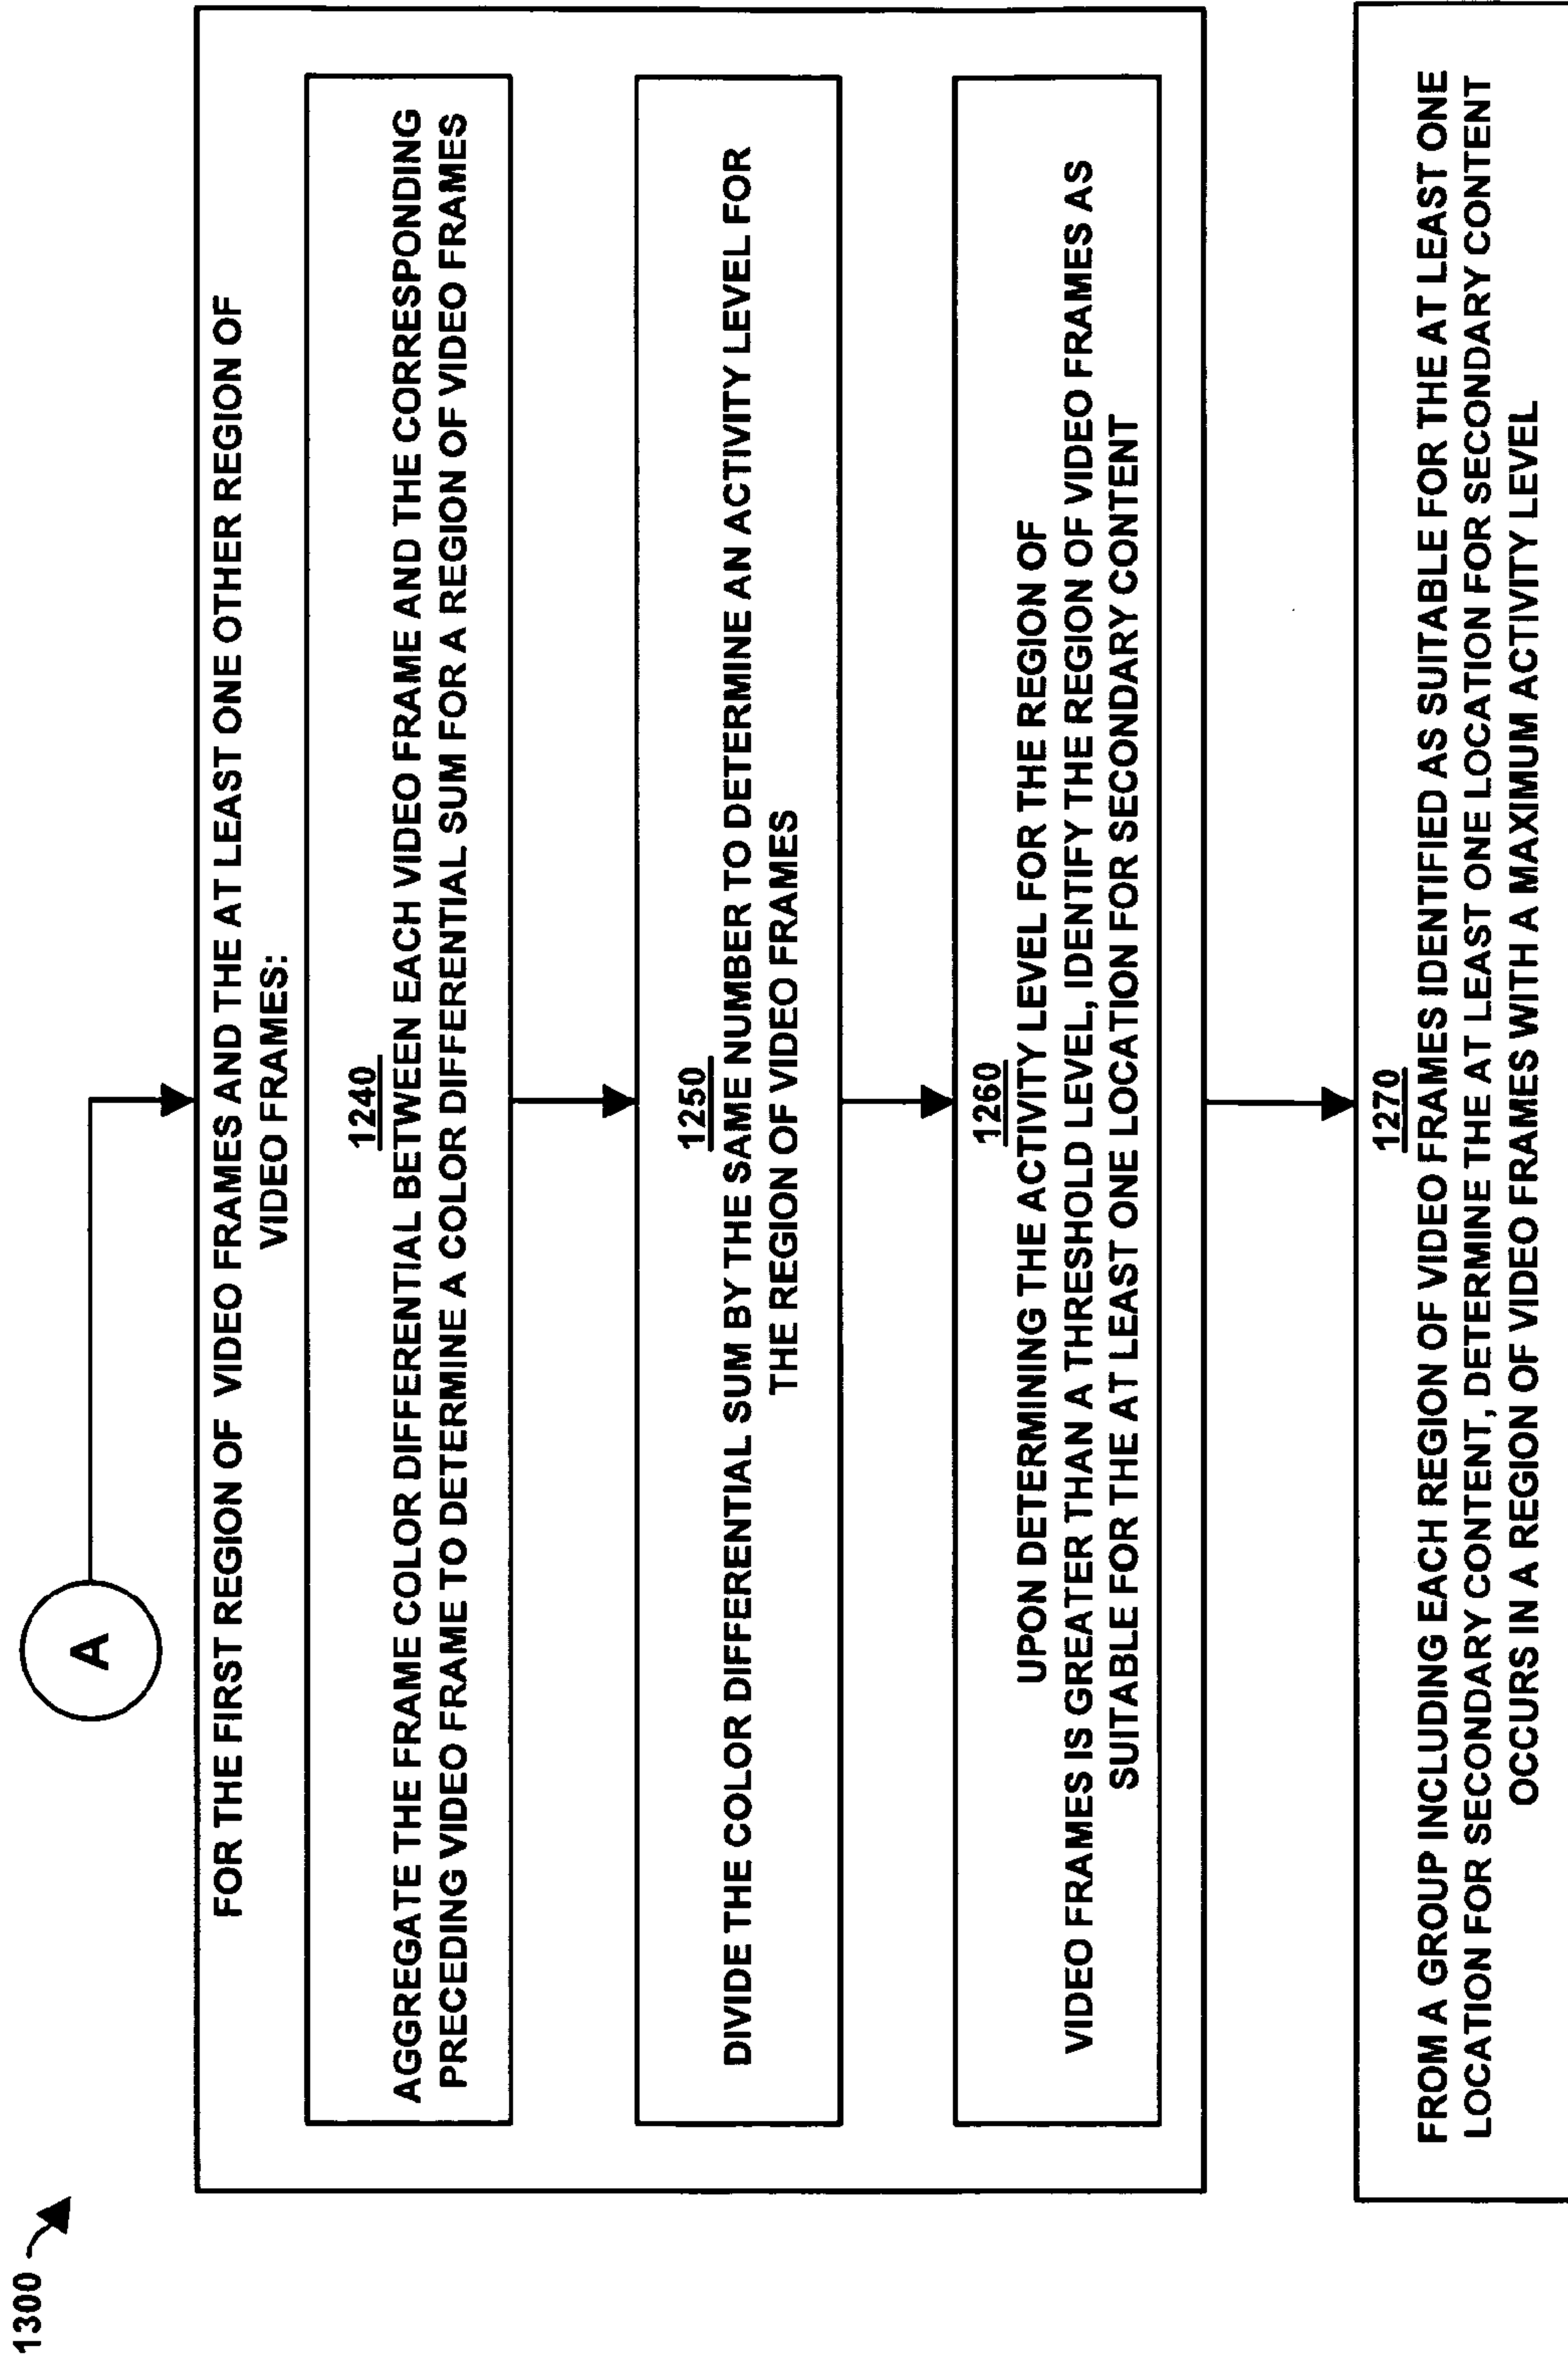 1300
A
FOR THE FIRST REGION OF VIDEO FRAMES AND THE AT LEAST ONE OTHER REGION OF
VIDEO FRAMES:
1240
AGGREGATE THE FRAME COLOR DIFFERENTIAL BETWEEN EACH VIDEO FRAME AND THE CORRESPONDING
PRECEDING VIDEO FRAME TO DETERMINE A COLOR DIFFERENTIAL SUM FOR A REGION OF VIDEO FRAMES
1250
DIVIDE THE COLOR DIFFERENTIAL SUM BY THE SAME NUMBER TO DETERMINE AN ACTIVITY LEVEL FOR
THE REGION OF VIDEO FRAMES
1260
UPON DETERMINING THE ACTIVITY LEVEL FOR THE REGION OF
VIDEO FRAMES IS GREATER THAN A THRESHOLD LEVEL, IDENTIFY THE REGION OF VIDEO FRAMES AS
SUITABLE FOR THE AT LEAST ONE LOCATION FOR SECONDARY CONTENT
1270
FROM A GROUP INCLUDING EACH REGION OF VIDEO FRAMES IDENTIFIED AS SUITABLE FOR THE AT LEAST ONE
LOCATION FOR SECONDARY CONTENT, DETERMINE THE AT LEAST ONE LOCATION FOR SECONDARY CONTENT
OCCURS IN A REGION OF VIDEO FRAMES WITH A MAXIMUM ACTIVITY LEVEL